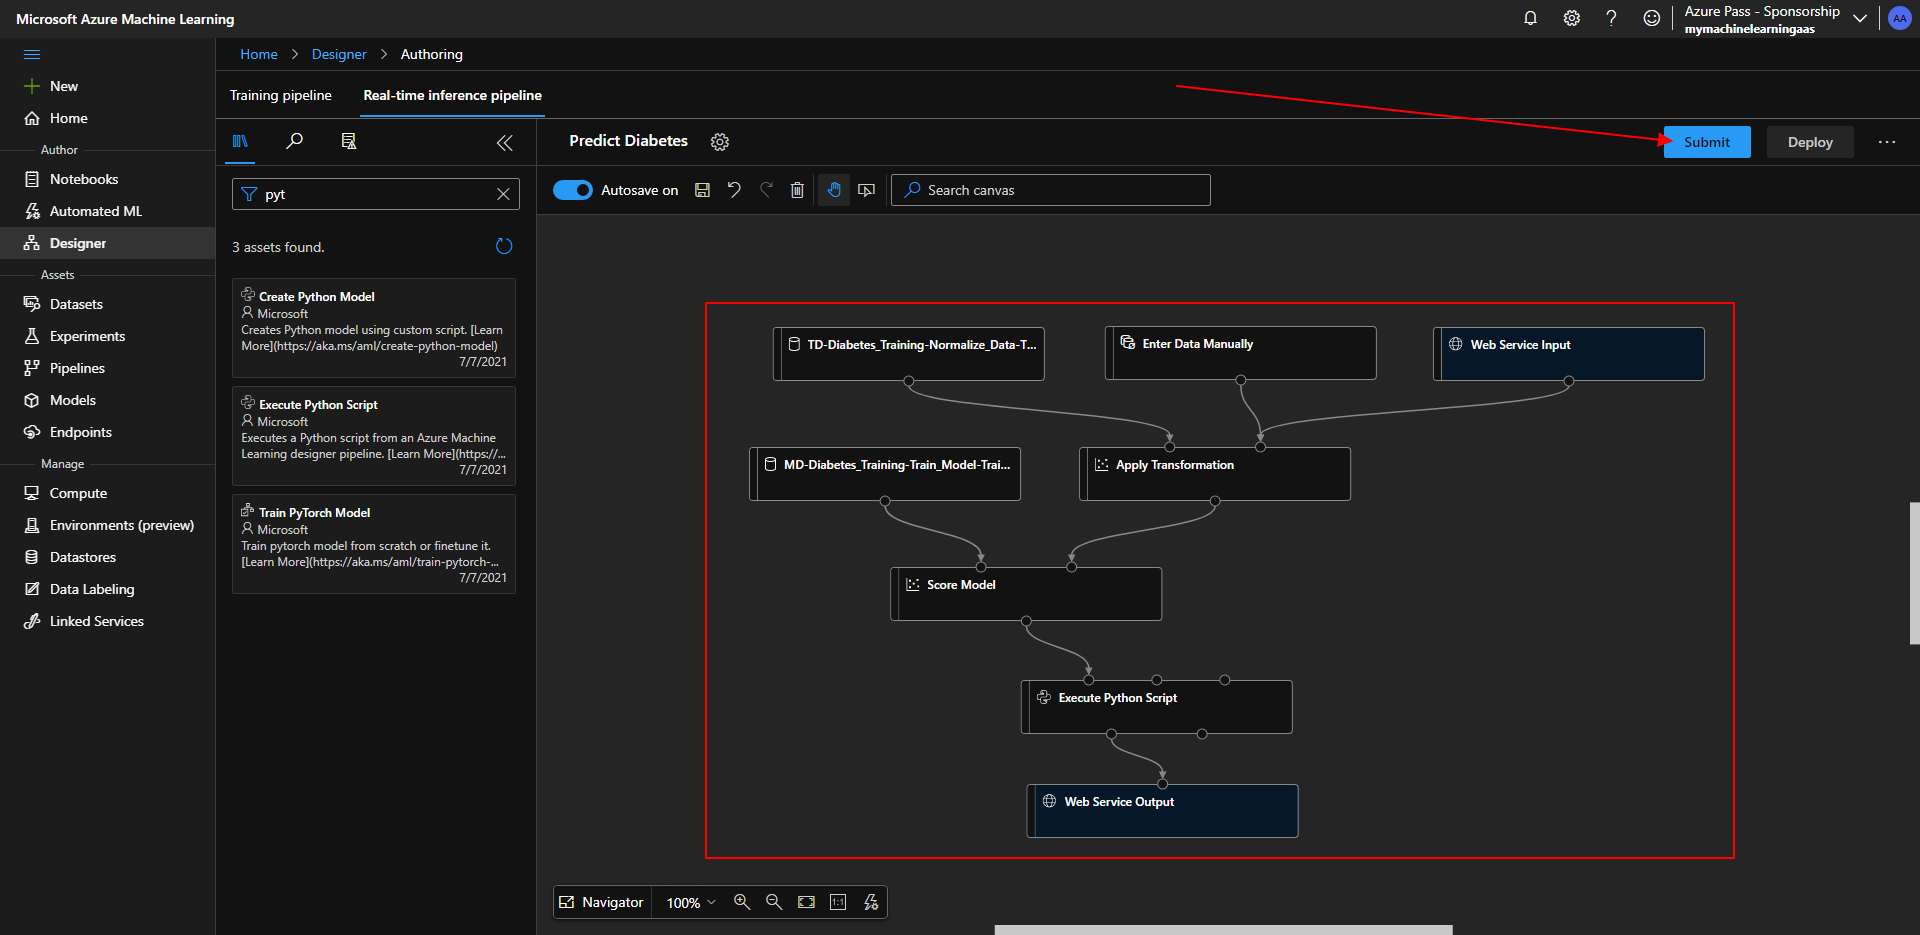 Microsoft Azure Machine Learning
Azure Pass - Sponsorship
mymachinelearningaas
AA
New
Home
Author
Notebooks
Automated ML
Designer
Assets
Datasets
Experiments
Pipelines
Models
Endpoints
Manage
Compute
Environments (preview)
Datastores
Data Labeling
Linked Services
Home > Designer > Authoring
Training pipeline
Real-time inference pipeline
pyt
3 assets found.
Create Python Model
Microsoft
Creates Python model using custom script. [Learn
More](https://aka.ms/aml/create-python-model)
7/7/2021
Execute Python Script
Microsoft
Executes a Python script from an Azure Machine
Learning designer pipeline. [Learn More](https://...
7/7/2021
Train PyTorch Model
Microsoft
Train pytorch model from scratch or finetune it.
[Learn More](https://aka.ms/aml/train-pytorch-...
7/7/2021
Predict Diabetes
Submit
Deploy
Autosave on
Search canvas
TD-Diabetes_Training-Normalize_Data-T...
Enter Data Manually
Web Service Input
MD-Diabetes_Training-Train_Model-Trai...
Apply Transformation
Score Model
Execute Python Script
Web Service Output
Navigator
100%
1:1